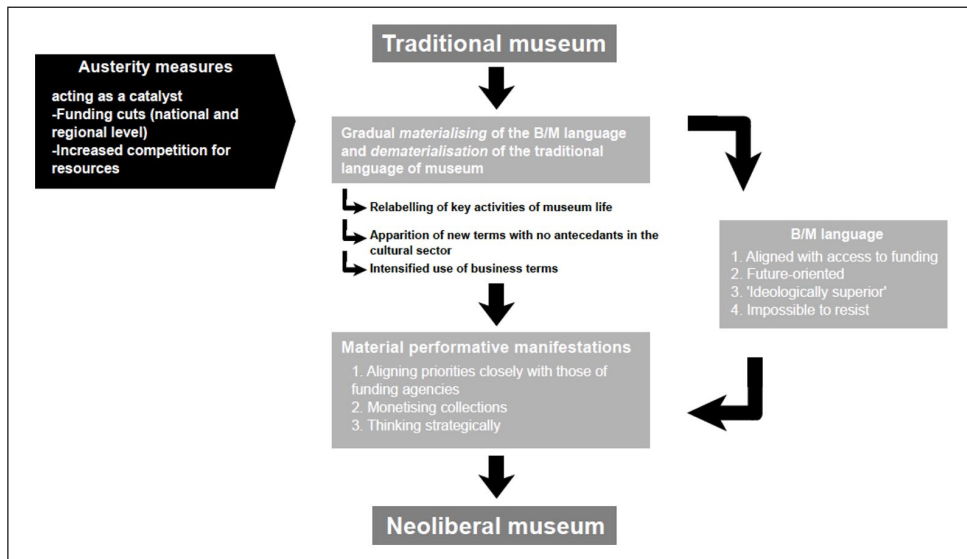 Traditional museum
Austerity measures
acting as a catalyst
-Funding cuts (national and
regional level)
-Increased competition for
resources
Gradual materialising of the B/M language
and dematerialisation of the traditional
language of museum
Relabelling of key activities of museum life
Apparition of new terms with no antecedants in the
cultural sector
Intensified use of business terms
B/M language
1. Aligned with access to funding
2. Future-oriented
3. 'Ideologically superior'
4. Impossible to resist
Material performative manifestations
1. Aligning priorities closely with those of
funding agencies
2. Monetising collections
3. Thinking strategically
Neoliberal museum